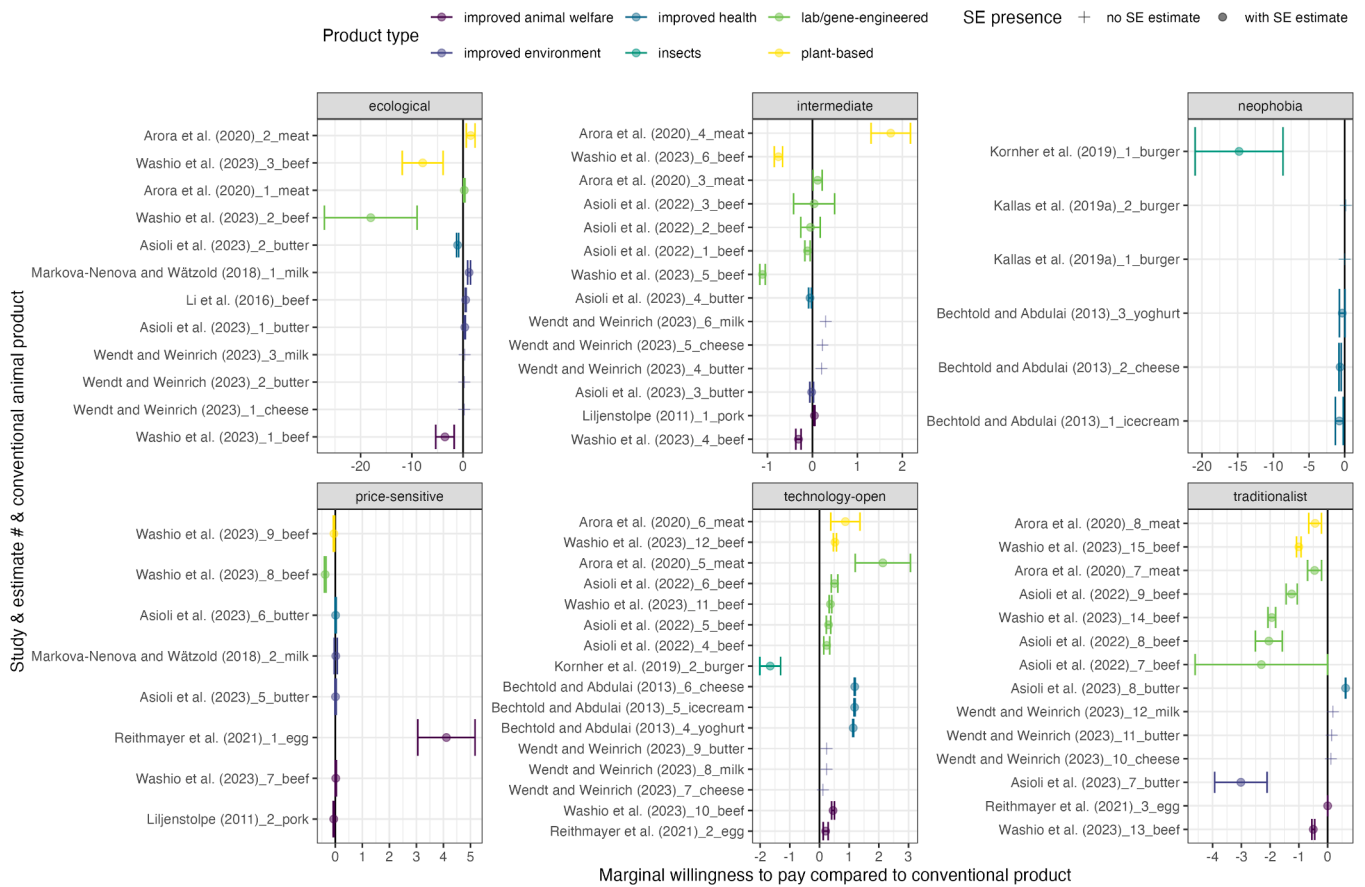 Product type
improved animal welfare
improved health
lab/gene-engineered
improved environment
insects
plant-based
SE presence
no SE estimate
with SE estimate
Study & estimate # & conventional animal product
ecological
Arora et al. (2020)_2_meat
Washio et al. (2023)_3_beef
Arora et al. (2020)_1_meat
Washio et al. (2023)_2_beef
Asioli et al. (2023)_2_butter
Markova-Nenova and Wätzold (2018)_1_milk
Li et al. (2016)_beef
Asioli et al. (2023)_1_butter
Wendt and Weinrich (2023)_3_milk
Wendt and Weinrich (2023)_2_butter
Wendt and Weinrich (2023)_1_cheese
Washio et al. (2023)_1_beef
-20 -10 0
intermediate
Arora et al. (2020)_4_meat
Washio et al. (2023)_6_beef
Arora et al. (2020)_3_meat
Asioli et al. (2022)_3_beef
Asioli et al. (2022)_2_beef
Asioli et al. (2022)_1_beef
Washio et al. (2023)_5_beef
Asioli et al. (2023)_4_butter
Wendt and Weinrich (2023)_6_milk
Wendt and Weinrich (2023)_5_cheese
Wendt and Weinrich (2023)_4_butter
Asioli et al. (2023)_3_butter
Liljenstolpe (2011)_1_pork
Washio et al. (2023)_4_beef
-1 0 1 2
neophobia
Kornher et al. (2019)_1_burger
Kallas et al. (2019a)_2_burger
Kallas et al. (2019a)_1_burger
Bechtold and Abdulai (2013)_3_yoghurt
Bechtold and Abdulai (2013)_2_cheese
Bechtold and Abdulai (2013)_1_icecream
-20 -15 -10 -5 0
price-sensitive
Washio et al. (2023)_9_beef
Washio et al. (2023)_8_beef
Asioli et al. (2023)_6_butter
Markova-Nenova and Wätzold (2018)_2_milk
Asioli et al. (2023)_5_butter
Reithmayer et al. (2021)_1_egg
Washio et al. (2023)_7_beef
Liljenstolpe (2011)_2_pork
0 1 2 3 4 5
technology-open
Arora et al. (2020)_6_meat
Washio et al. (2023)_12_beef
Arora et al. (2020)_5_meat
Asioli et al. (2022)_6_beef
Washio et al. (2023)_11_beef
Asioli et al. (2022)_5_beef
Asioli et al. (2022)_4_beef
Kornher et al. (2019)_2_burger
Bechtold and Abdulai (2013)_6_cheese
Bechtold and Abdulai (2013)_5_icecream
Bechtold and Abdulai (2013)_4_yoghurt
Wendt and Weinrich (2023)_9_butter
Wendt and Weinrich (2023)_8_milk
Wendt and Weinrich (2023)_7_cheese
Washio et al. (2023)_10_beef
Reithmayer et al. (2021)_2_egg
-2 -1 0 1 2 3
traditionalist
Arora et al. (2020)_8_meat
Washio et al. (2023)_15_beef
Arora et al. (2020)_7_meat
Asioli et al. (2022)_9_beef
Washio et al. (2023)_14_beef
Asioli et al. (2022)_8_beef
Asioli et al. (2022)_7_beef
Asioli et al. (2023)_8_butter
Wendt and Weinrich (2023)_12_milk
Wendt and Weinrich (2023)_11_butter
Wendt and Weinrich (2023)_10_cheese
Asioli et al. (2023)_7_butter
Reithmayer et al. (2021)_3_egg
Washio et al. (2023)_13_beef
-4 -3 -2 -1 0
Marginal willingness to pay compared to conventional product